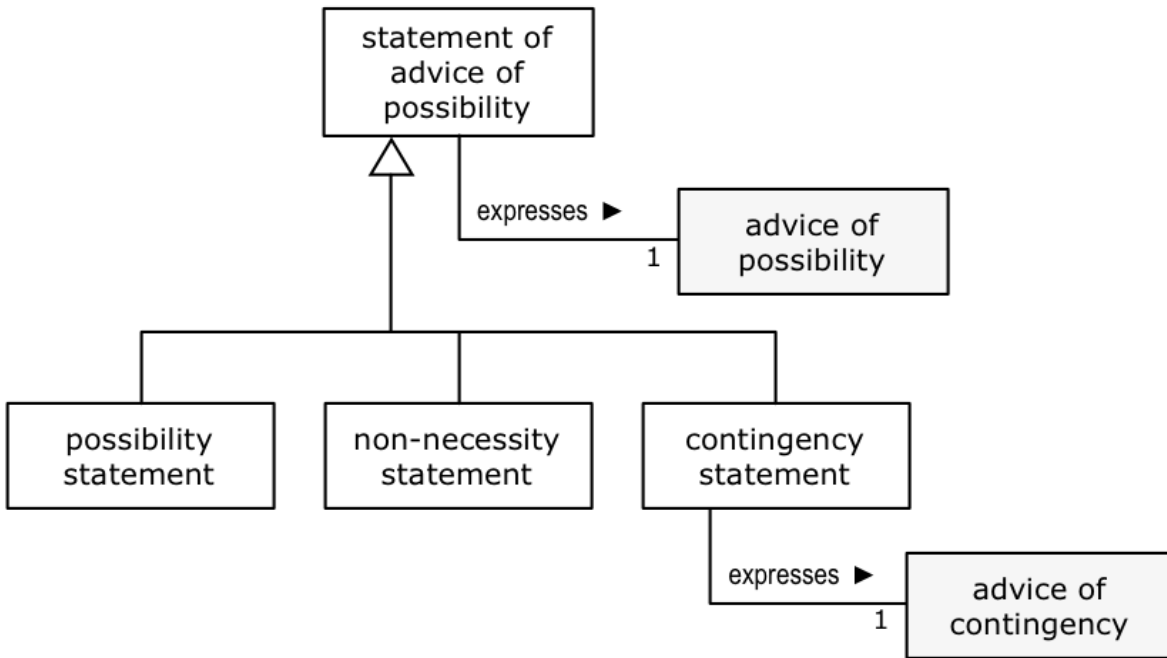 statement of
advice of
possibility
expresses ►
1
advice of
possibility
possibility
statement
non-necessity
statement
contingency
statement
expresses ►
1
advice of
contingency